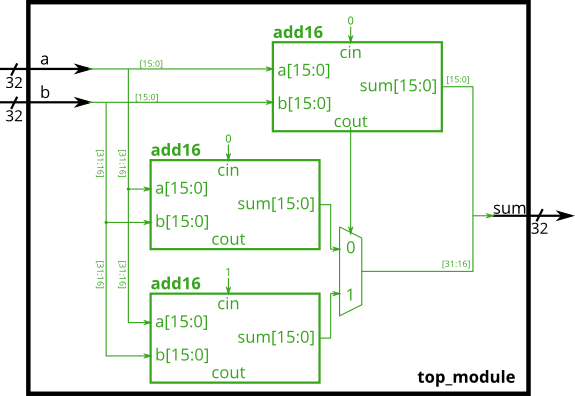 0
add16
cin
a
[15:0]
a[15:0]
sum[15:0]
[15:0]
32
b
[15:0]
b[15:0]
32
cout
0
add16
cin
[31:16]
[31:16]
a[15:0]
sum[15:0]
sum
b[15:0]
32
cout
0
[31:16]
[31:16]
[31:16]
1
add16
cin
1
a[15:0]
sum[15:0]
b[15:0]
cout
top_module